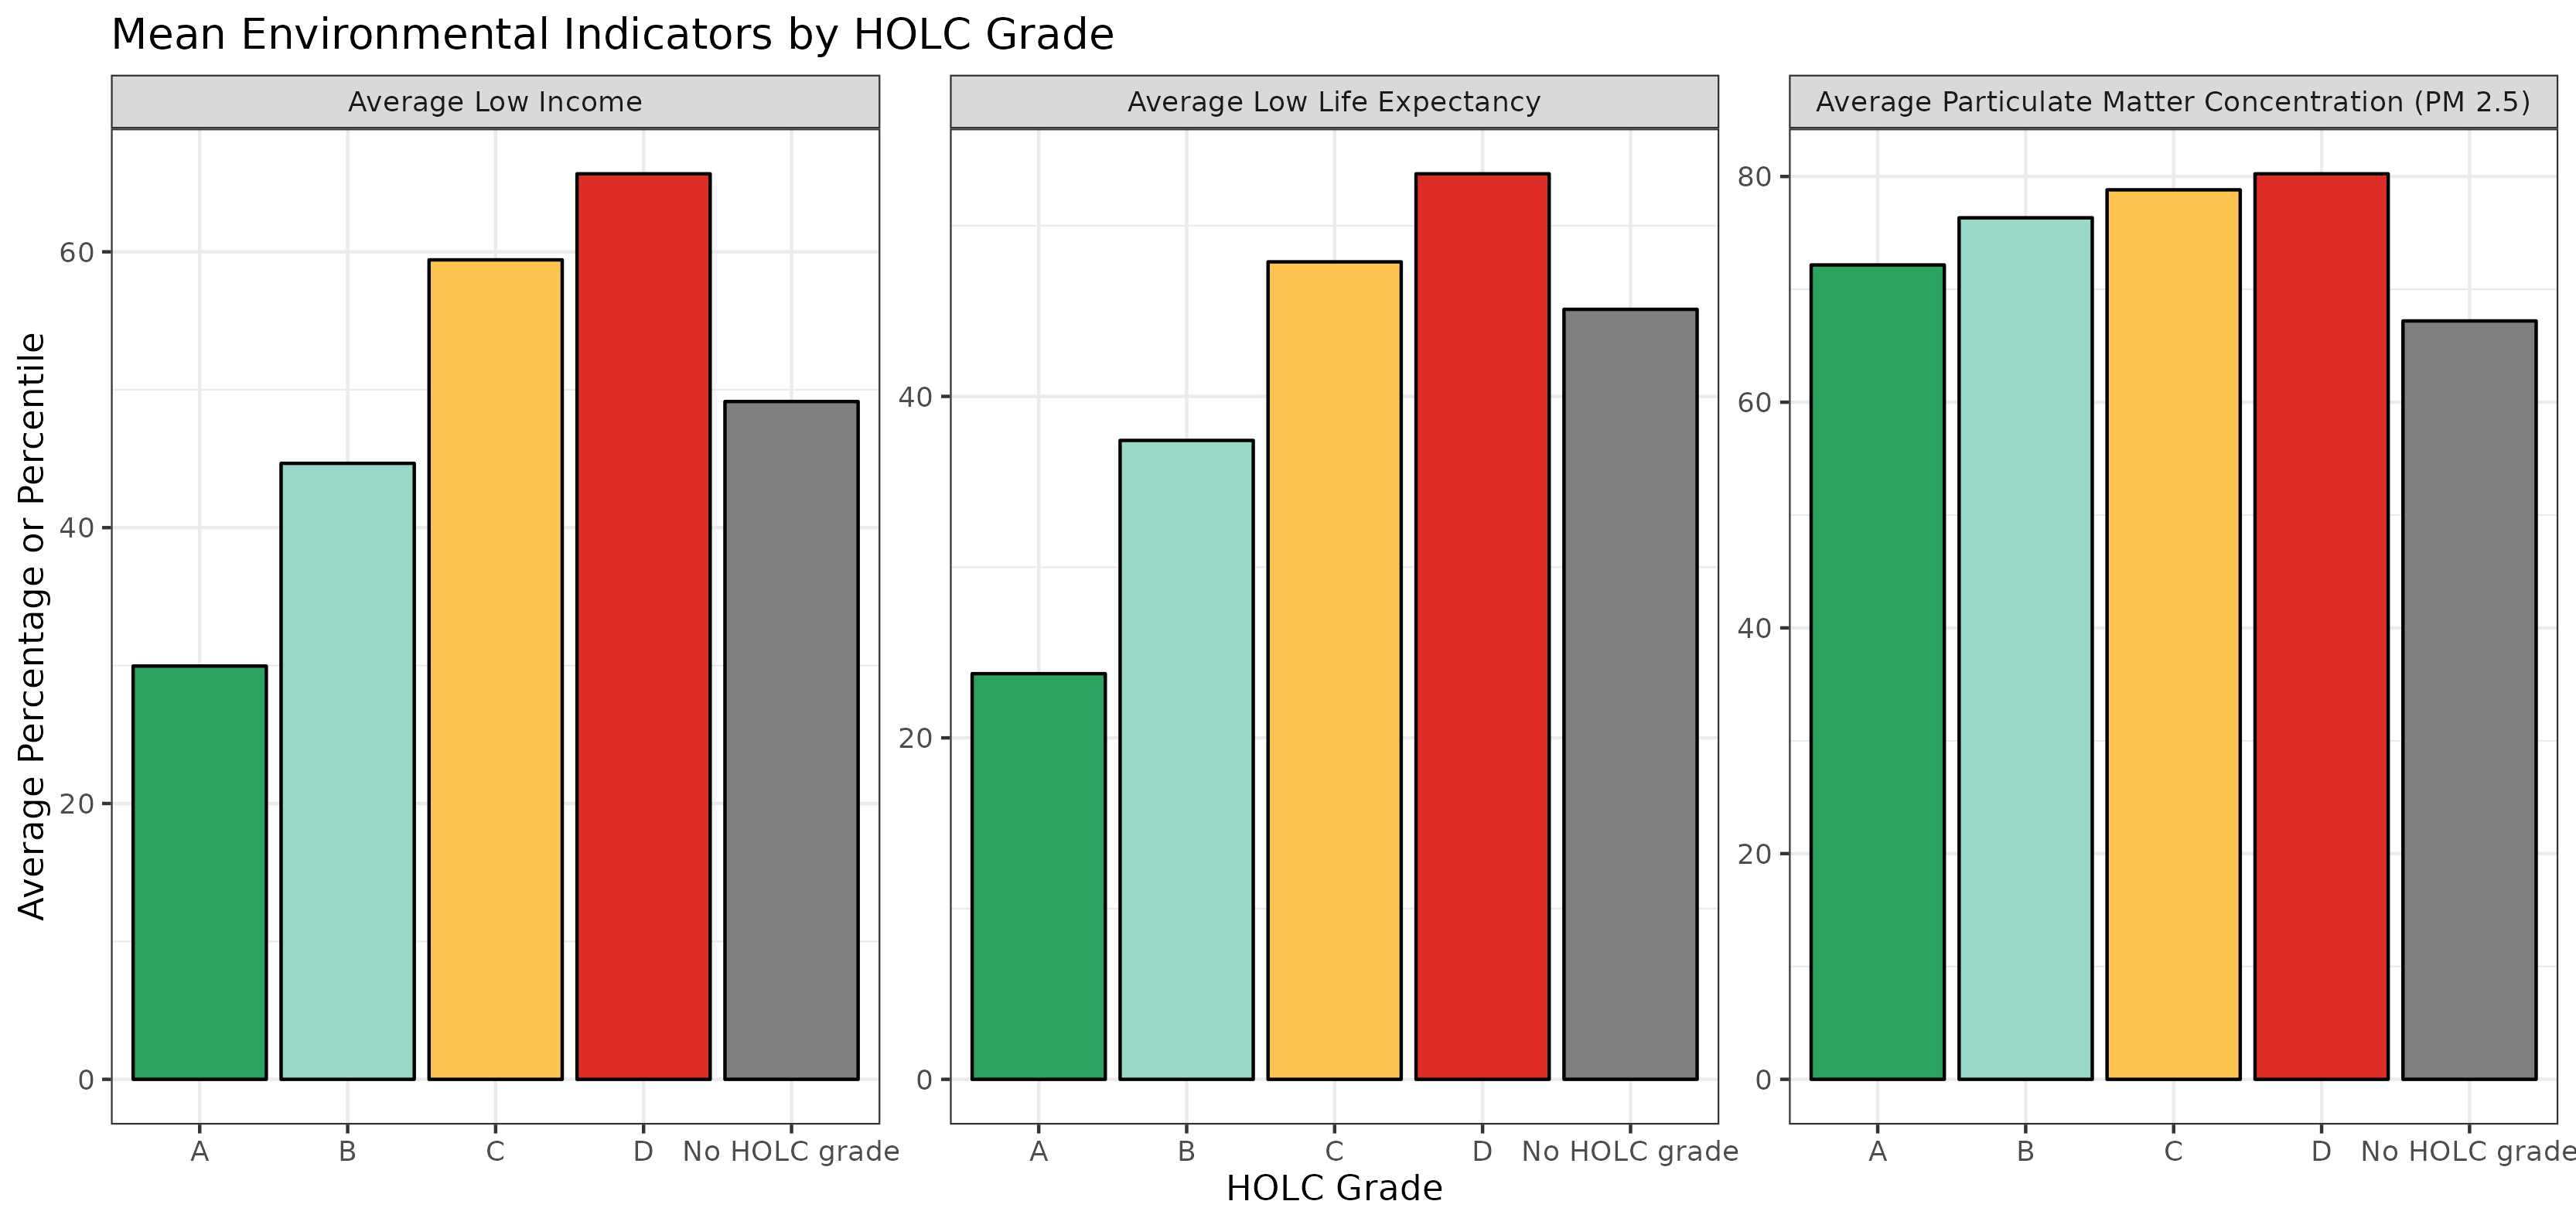 Mean Environmental Indicators by HOLC Grade
Average Low Income
Average Low Life Expectancy
Average Particulate Matter Concentration (PM 2.5)
Average Percentage or Percentile
60
40
20
0
40
20
0
80
60
40
20
0
A B C D No HOLC grade
A B C D No HOLC grade
A B C D No HOLC grade
HOLC Grade